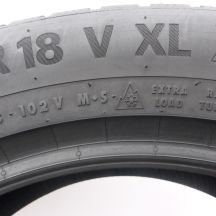 R 18 V XL
102 V M·S
EXTRA
LOAD